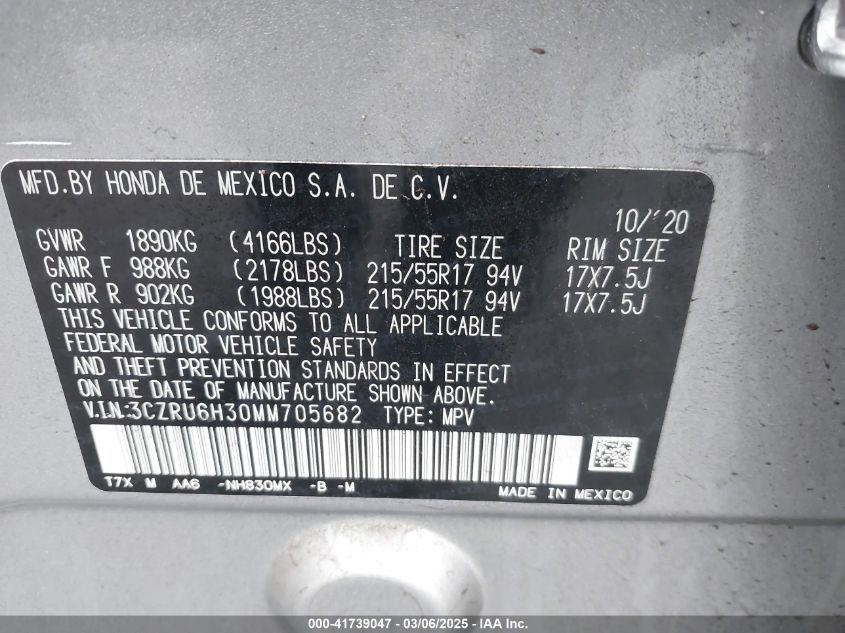 MFD.BY HONDA DE MEXICO S.A. DE C.V.
10/'20
GVWR 1890KG (4166LBS) TIRE SIZE RIM SIZE
GAWR F 988KG (2178LBS) 215/55R17 94V 17X7.5J
GAWR R 902KG (1988LBS) 215/55R17 94V 17X7.5J
THIS VEHICLE CONFORMS TO ALL APPLICABLE
FEDERAL MOTOR VEHICLE SAFETY
AND THEFT PREVENTION STANDARDS IN EFFECT
ON THE DATE OF MANUFACTURE SHOWN ABOVE.
V.I.N:3CZRU6H30MM705682 TYPE: MPV
T7X M AA6 -NH830MX -B -M
MADE IN MEXICO
000-41739047 - 03/06/2025 - IAA Inc.